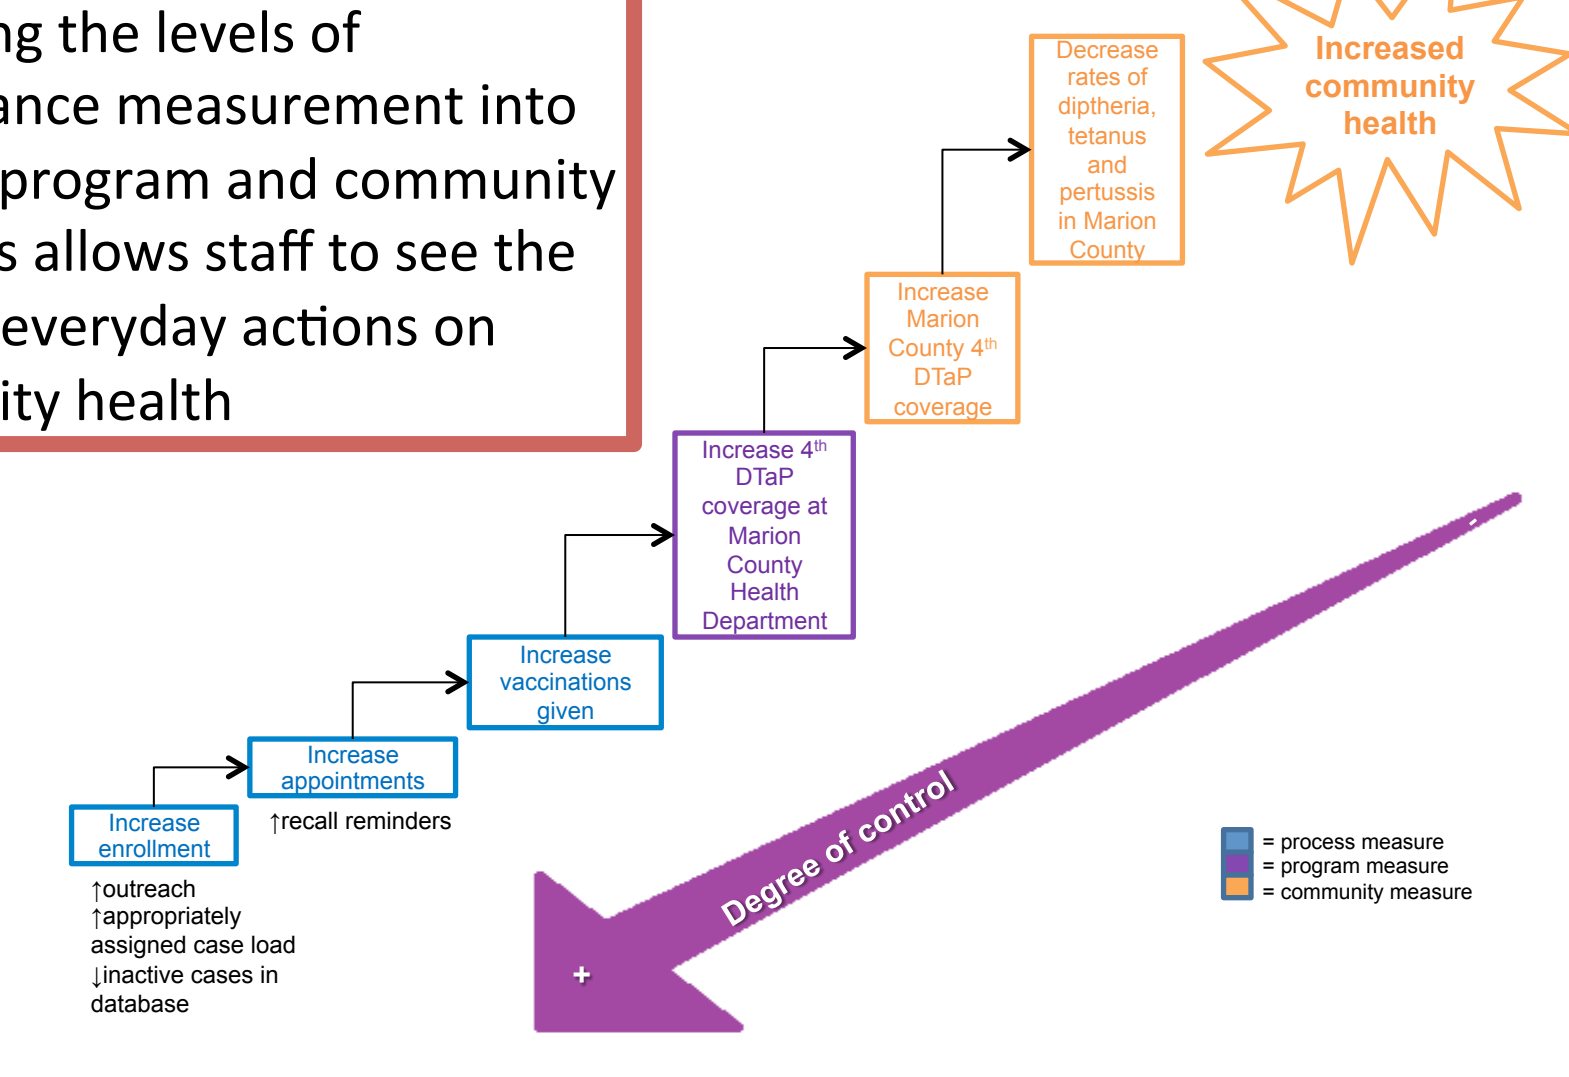 ng the levels of
ance measurement into
program and community
s allows staff to see the
everyday actions on
ity health
Increased
community
health
Decrease
rates of
diptheria,
tetanus
and
pertussis
in Marion
County
Increase
Marion
County 4th
DTaP
coverage
Increase 4th
DTaP
coverage at
Marion
County
Health
Department
Increase
vaccinations
given
Increase
appointments
↑recall reminders
Increase
enrollment
↑outreach
↑appropriately
assigned case load
↓inactive cases in
database
-
Degree of control
+
= process measure
= program measure
= community measure